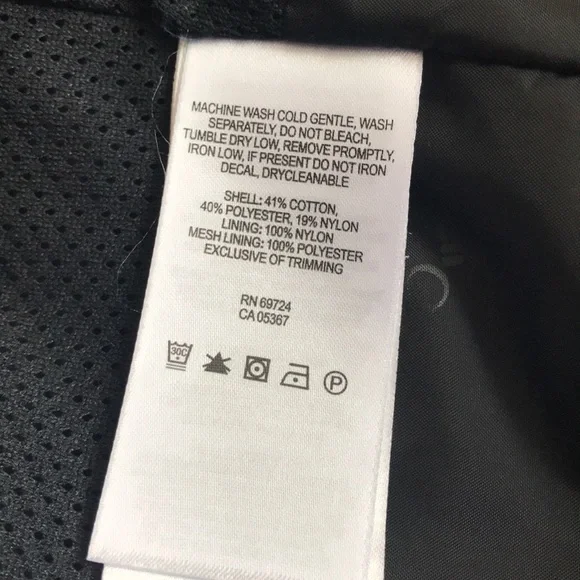 MACHINE WASH COLD GENTLE, WASH
SEPARATELY, DO NOT BLEACH,
TUMBLE DRY LOW, REMOVE PROMPTLY,
IRON LOW, IF PRESENT DO NOT IRON
DECAL, DRYCLEANABLE
SHELL: 41% COTTON,
40% POLYESTER, 19% NYLON
LINING: 100% NYLON
MESH LINING: 100% POLYESTER
EXCLUSIVE OF TRIMMING
RN 69724
CA 05367
30C P